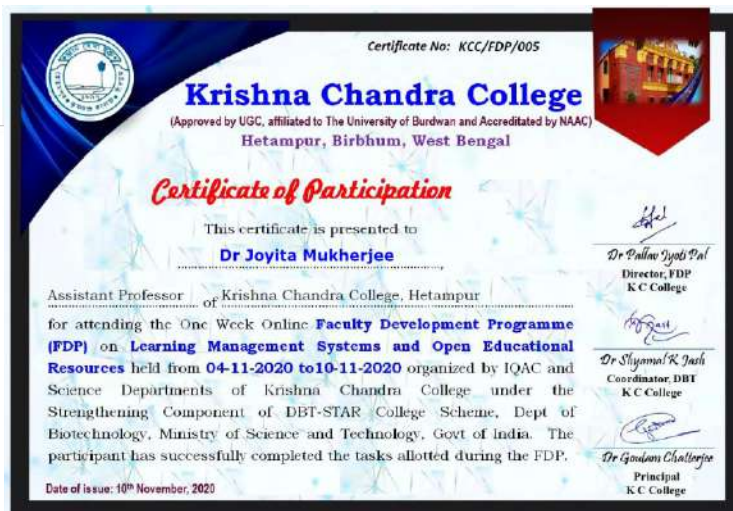 Certificate No: KCC/FDP/005
Krishna Chandra College
(Approved by UGC, affiliated to The University of Burdwan and Accreditated by NAAC)
Hetampur, Birbhum, West Bengal
Certificate of Participation
This certificate is presented to
Dr Joyita Mukherjee
Assistant Professor of Krishna Chandra College, Hetampur
for attending the One Week Online Faculty Development Programme
(FDP) on Learning Management Systems and Open Educational
Resources held from 04-11-2020 to10-11-2020 organized by IQAC and
Science Departments of Krishna Chandra College under the
Strengthening Component of DBT-STAR College Scheme, Dept of
Biotechnology, Ministry of Science and Technology, Govt of India. The
participant has successfully completed the tasks allotted during the FDP.
Date of issue: 10th November, 2020
Dr Pallav Jyoti Pal
Director, FDP
K C College
Dr Shyamal K Jash
Coordinator, DBT
K C College
Dr Goutam Chatterjee
Principal
K C College